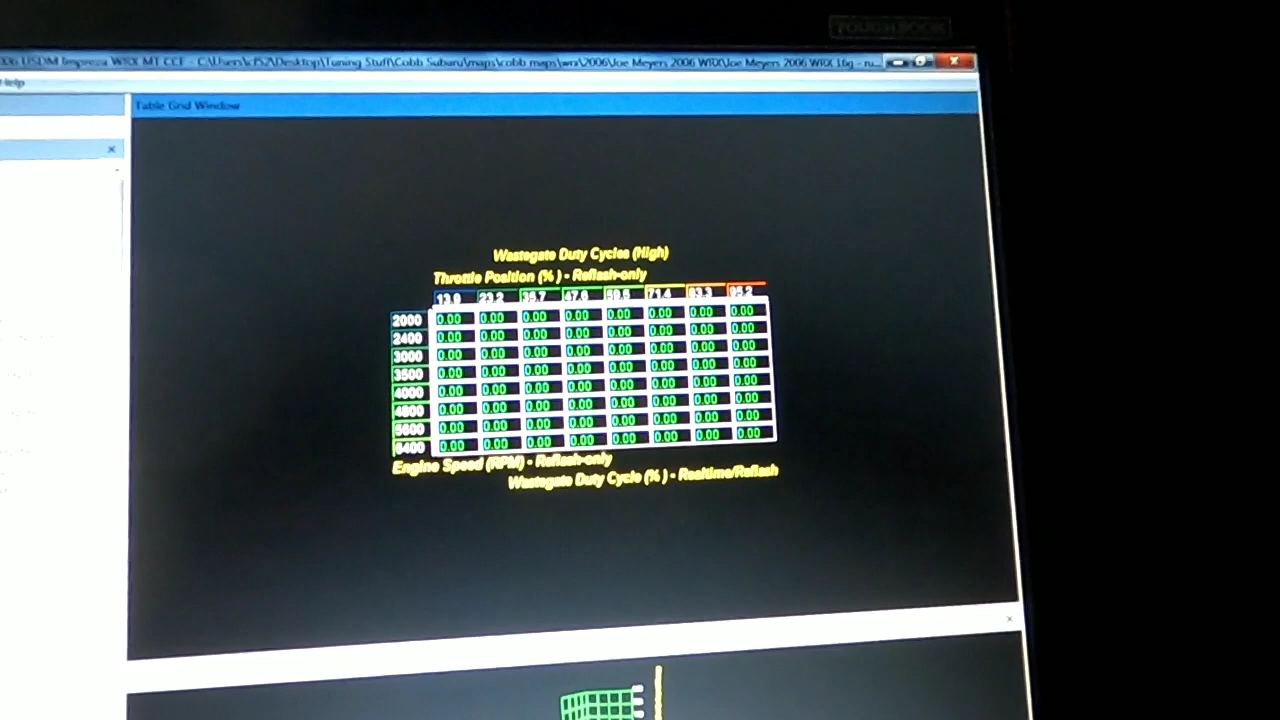 TOUGHBOOK
006 USDM Impreza WRX MT CCF - C:\Users\cf52\Desktop\Tuning Stuff\Cobb Subaru\maps\cobb maps\wrx\2006\Joe Meyers 2006 WRX\Joe Meyers 2006 WRX 16g - ru...
Help
Table Grid Window
Wastegate Duty Cycles (High)
Throttle Position (%) - Reflash-only
13.0 23.2 35.7 47.6 59.5 71.4 83.3 95.2
2000 0.00 0.00 0.00 0.00 0.00 0.00 0.00 0.00
2400 0.00 0.00 0.00 0.00 0.00 0.00 0.00 0.00
3000 0.00 0.00 0.00 0.00 0.00 0.00 0.00 0.00
3500 0.00 0.00 0.00 0.00 0.00 0.00 0.00 0.00
4000 0.00 0.00 0.00 0.00 0.00 0.00 0.00 0.00
4800 0.00 0.00 0.00 0.00 0.00 0.00 0.00 0.00
5600 0.00 0.00 0.00 0.00 0.00 0.00 0.00 0.00
6400 0.00 0.00 0.00 0.00 0.00 0.00 0.00 0.00
Engine Speed (RPM) - Reflash-only
Wastegate Duty Cycle (%) - Realtime/Reflash